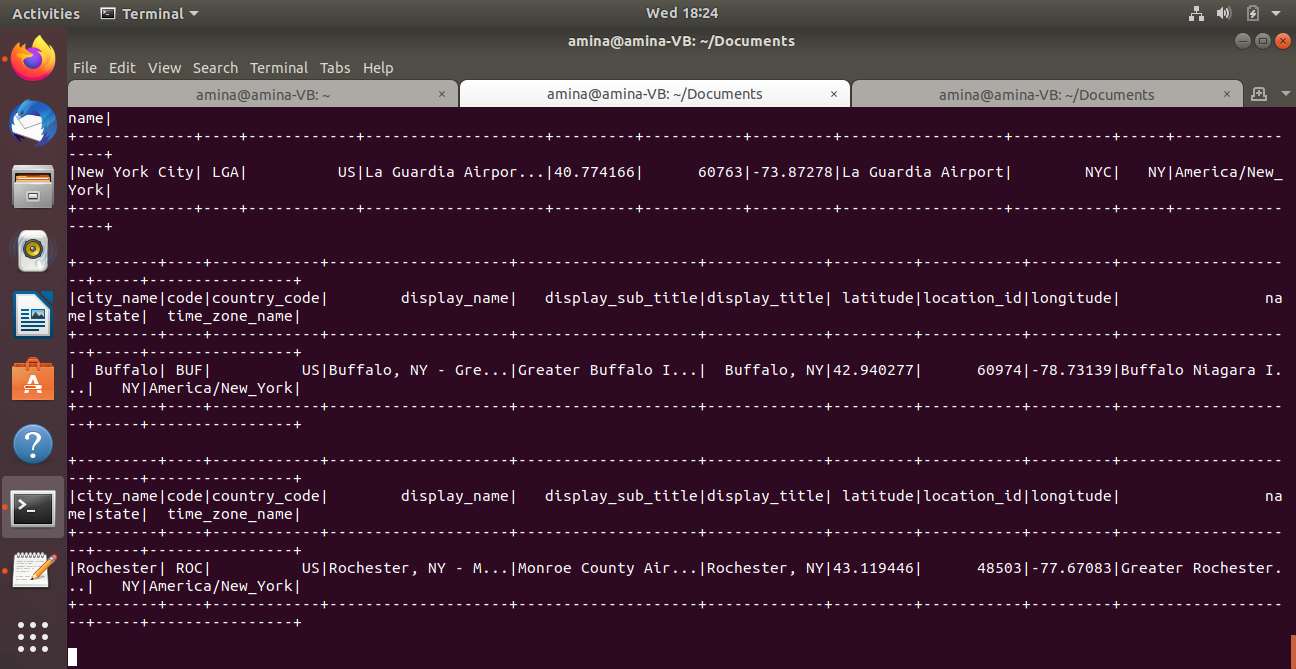 Activities Terminal Wed 18:24
amina@amina-VB: ~/Documents
File Edit View Search Terminal Tabs Help
amina@amina-VB: ~ × amina@amina-VB: ~/Documents × amina@amina-VB: ~/Documents ×
name|
+-------------+----+------------+---------------------+---------+-----------+---------+------------------+------------+-----+------------
----+
|New York City| LGA|          US|La Guardia Airpor...|40.774166|      60763|-73.87278|La Guardia Airport|        NYC|   NY|America/New_
York|
+-------------+----+------------+---------------------+---------+-----------+---------+------------------+------------+-----+------------
----+
+---------+----+------------+--------------------+--------------------+-------------+---------+-----------+---------+------------------
--+-----+----------------+
|city_name|code|country_code|        display_name|   display_sub_title|display_title| latitude|location_id|longitude|                na
me|state|  time_zone_name|
+---------+----+------------+--------------------+--------------------+-------------+---------+-----------+---------+------------------
--+-----+----------------+
|  Buffalo| BUF|          US|Buffalo, NY - Gre...|Greater Buffalo I...|  Buffalo, NY|42.940277|      60974|-78.73139|Buffalo Niagara I.
..|   NY|America/New_York|
+---------+----+------------+--------------------+--------------------+-------------+---------+-----------+---------+------------------
--+-----+----------------+
+---------+----+------------+--------------------+--------------------+-------------+---------+-----------+---------+------------------
--+-----+----------------+
|city_name|code|country_code|        display_name|   display_sub_title|display_title| latitude|location_id|longitude|                na
me|state|  time_zone_name|
+---------+----+------------+--------------------+--------------------+-------------+---------+-----------+---------+------------------
--+-----+----------------+
|Rochester| ROC|          US|Rochester, NY - M...|Monroe County Air...|Rochester, NY|43.119446|      48503|-77.67083|Greater Rochester.
..|   NY|America/New_York|
+---------+----+------------+--------------------+--------------------+-------------+---------+-----------+---------+------------------
--+-----+----------------+